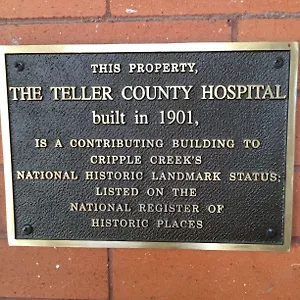 THIS PROPERTY,
THE TELLER COUNTY HOSPITAL
built in 1901,
IS A CONTRIBUTING BUILDING TO
CRIPPLE CREEK'S
NATIONAL HISTORIC LANDMARK STATUS;
LISTED ON THE
NATIONAL REGISTER OF
HISTORIC PLACES